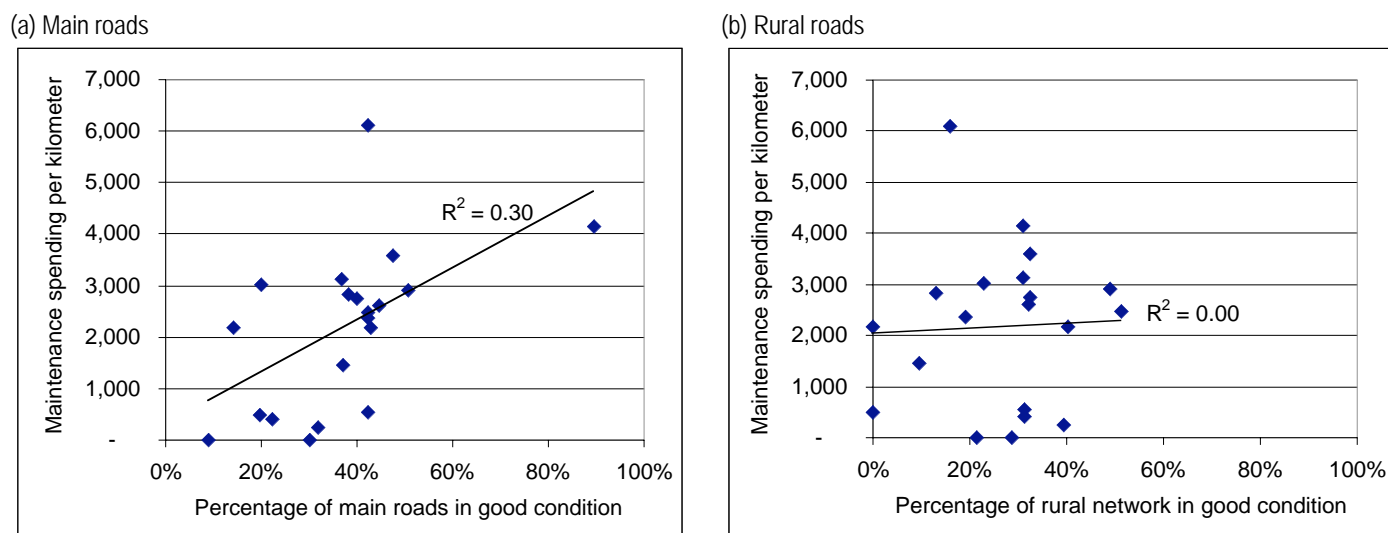 (a) Main roads
Maintenance spending per kilometer
7,000
6,000
5,000
4,000
3,000
2,000
1,000
-
R² = 0.30
0% 20% 40% 60% 80% 100%
Percentage of main roads in good condition
(b) Rural roads
Maintenance spending per kilometer
7,000
6,000
5,000
4,000
3,000
2,000
1,000
-
R² = 0.00
0% 20% 40% 60% 80% 100%
Percentage of rural network in good condition